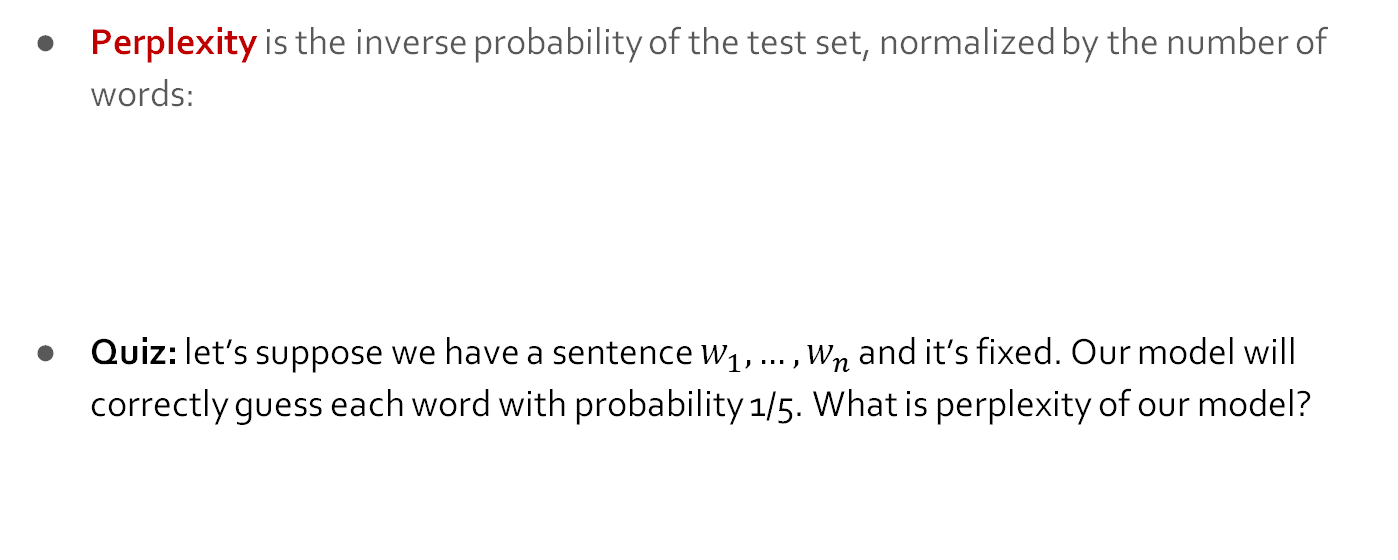 ● Perplexity is the inverse probability of the test set, normalized by the number of
words:
● Quiz: let's suppose we have a sentence w₁, … , wₙ and it's fixed. Our model will
correctly guess each word with probability 1/5. What is perplexity of our model?